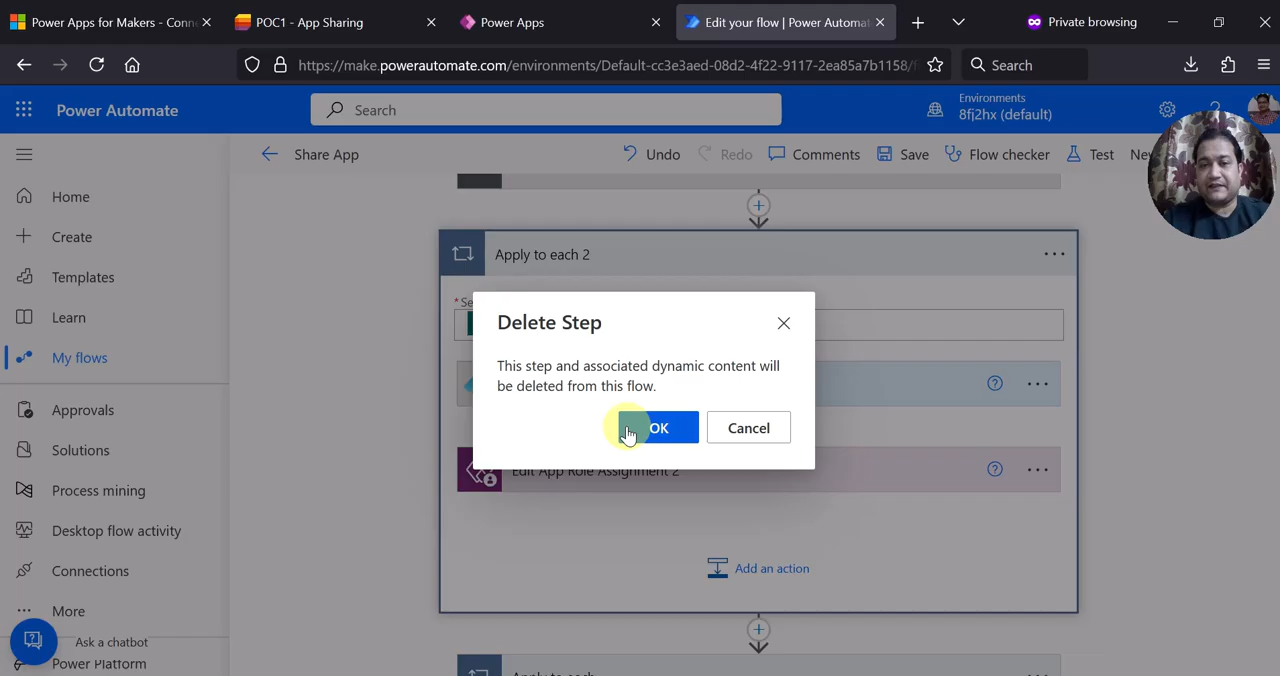 Power Apps for Makers - Conn
POC1 - App Sharing
Power Apps
Edit your flow | Power Automat
Private browsing
https://make.powerautomate.com/environments/Default-cc3e3aed-08d2-4f22-9117-2ea85a7b1158/f
Search
Power Automate
Search
Environments
8fj2hx (default)
Share App
Undo
Redo
Comments
Save
Flow checker
Test
Home
Create
Templates
Learn
My flows
Approvals
Solutions
Process mining
Desktop flow activity
Connections
More
Ask a chatbot
Power Platform
Apply to each 2
* Se
Delete Step
This step and associated dynamic content will
be deleted from this flow.
OK
Cancel
Edit App Role Assignment 2
Add an action
Apply to each